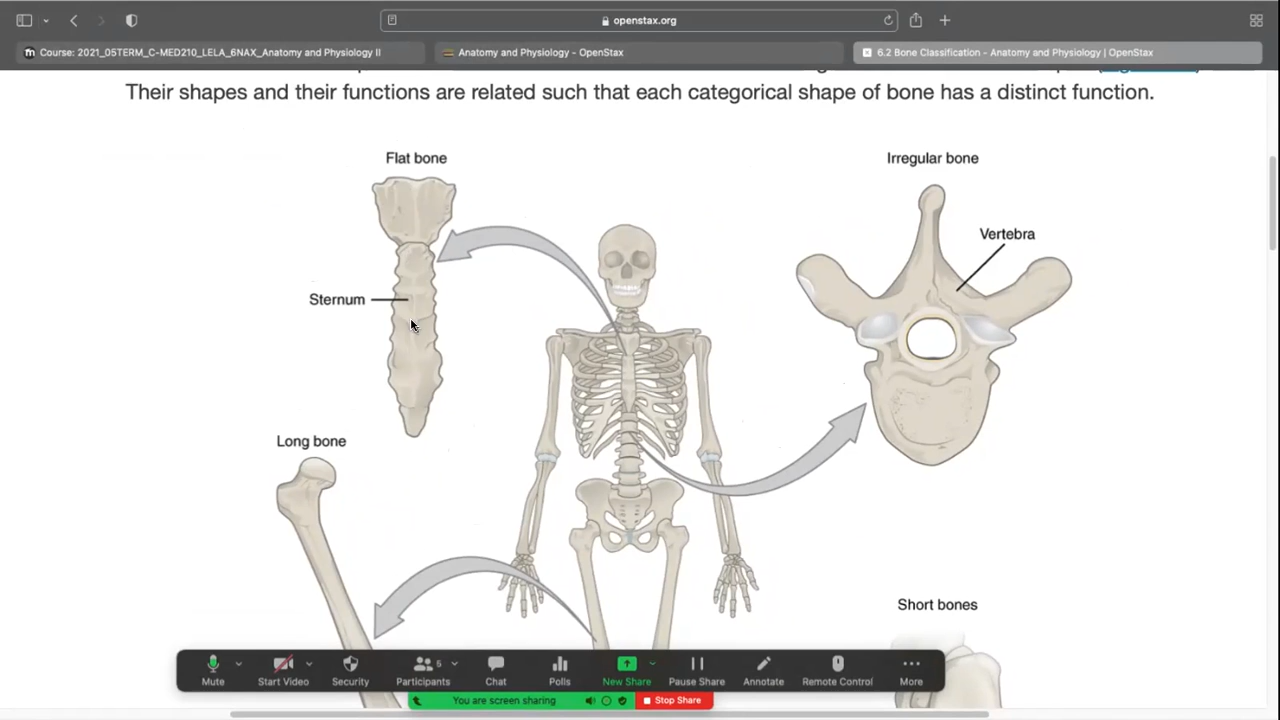 openstax.org
Course: 2021_05TERM_C-MED210_LELA_6NAX_Anatomy and Physiology II
Anatomy and Physiology - OpenStax
6.2 Bone Classification - Anatomy and Physiology | OpenStax
Their shapes and their functions are related such that each categorical shape of bone has a distinct function.
Flat bone
Irregular bone
Vertebra
Sternum
Long bone
Short bones
6
Mute
Start Video
Security
Participants
Chat
Polls
New Share
Pause Share
Annotate
Remote Control
More
You are screen sharing
Stop Share